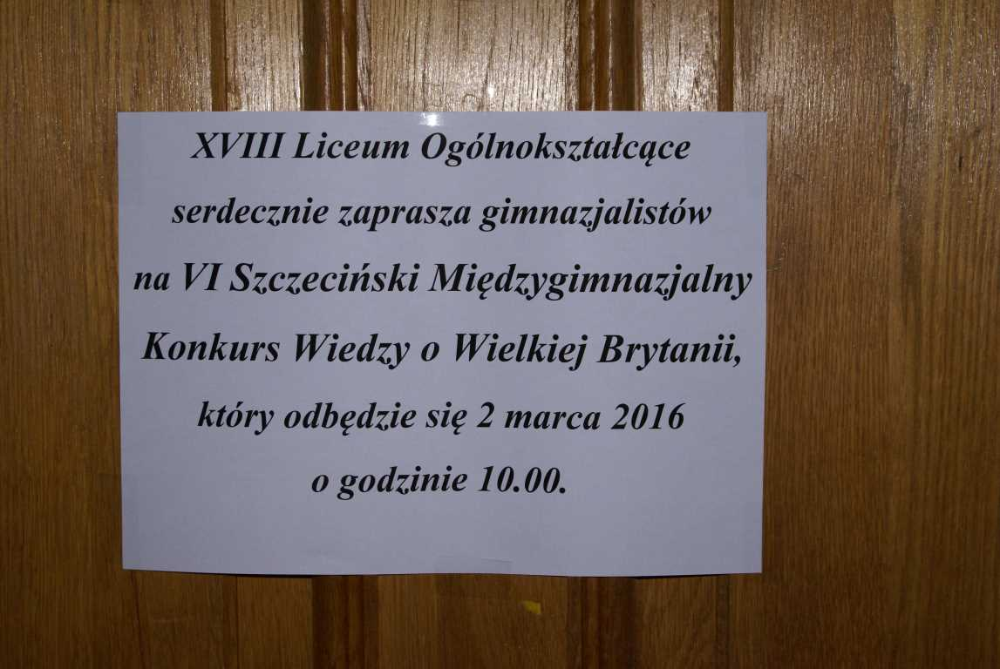 XVIII Liceum Ogólnokształcące
serdecznie zaprasza gimnazjalistów
na VI Szczeciński Międzygimnazjalny
Konkurs Wiedzy o Wielkiej Brytanii,
który odbędzie się 2 marca 2016
o godzinie 10.00.